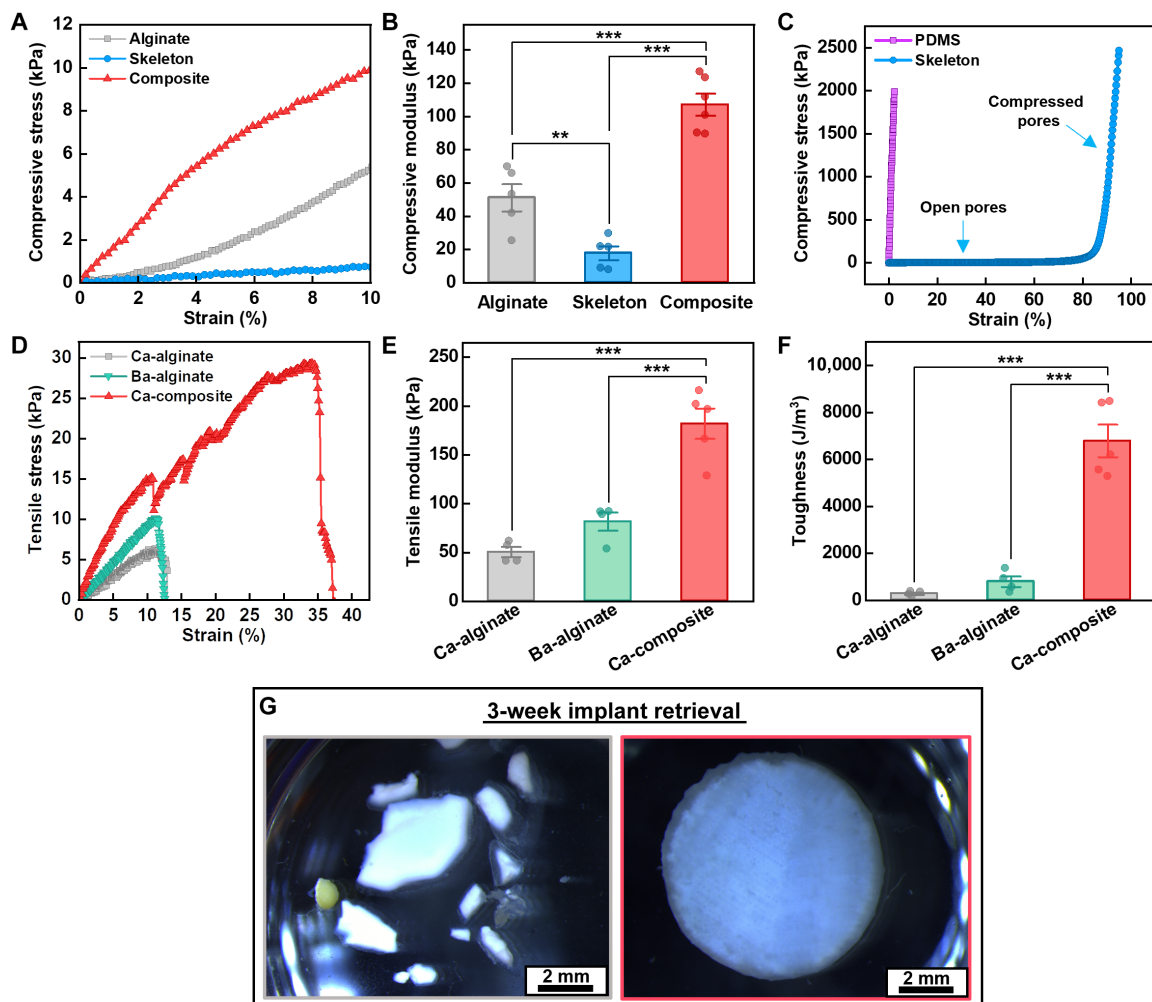 A
12
10
8
6
4
2
0
Compressive stress (kPa)
Alginate
Skeleton
Composite
0 2 4 6 8 10
Strain (%)
B
140
120
100
80
60
40
20
0
Compressive modulus (kPa)
***
***
**
Alginate Skeleton Composite
C
2500
2000
1500
1000
500
0
Compressive stress (kPa)
PDMS
Skeleton
Compressed
pores
Open pores
0 20 40 60 80 100
Strain (%)
D
30
25
20
15
10
5
0
Tensile stress (kPa)
Ca-alginate
Ba-alginate
Ca-composite
0 5 10 15 20 25 30 35 40
Strain (%)
E
250
200
150
100
50
0
Tensile modulus (kPa)
***
***
Ca-alginate
Ba-alginate
Ca-composite
F
10,000
8000
6000
4000
2000
0
Toughness (J/m³)
***
***
Ca-alginate
Ba-alginate
Ca-composite
G
3-week implant retrieval
2 mm
2 mm